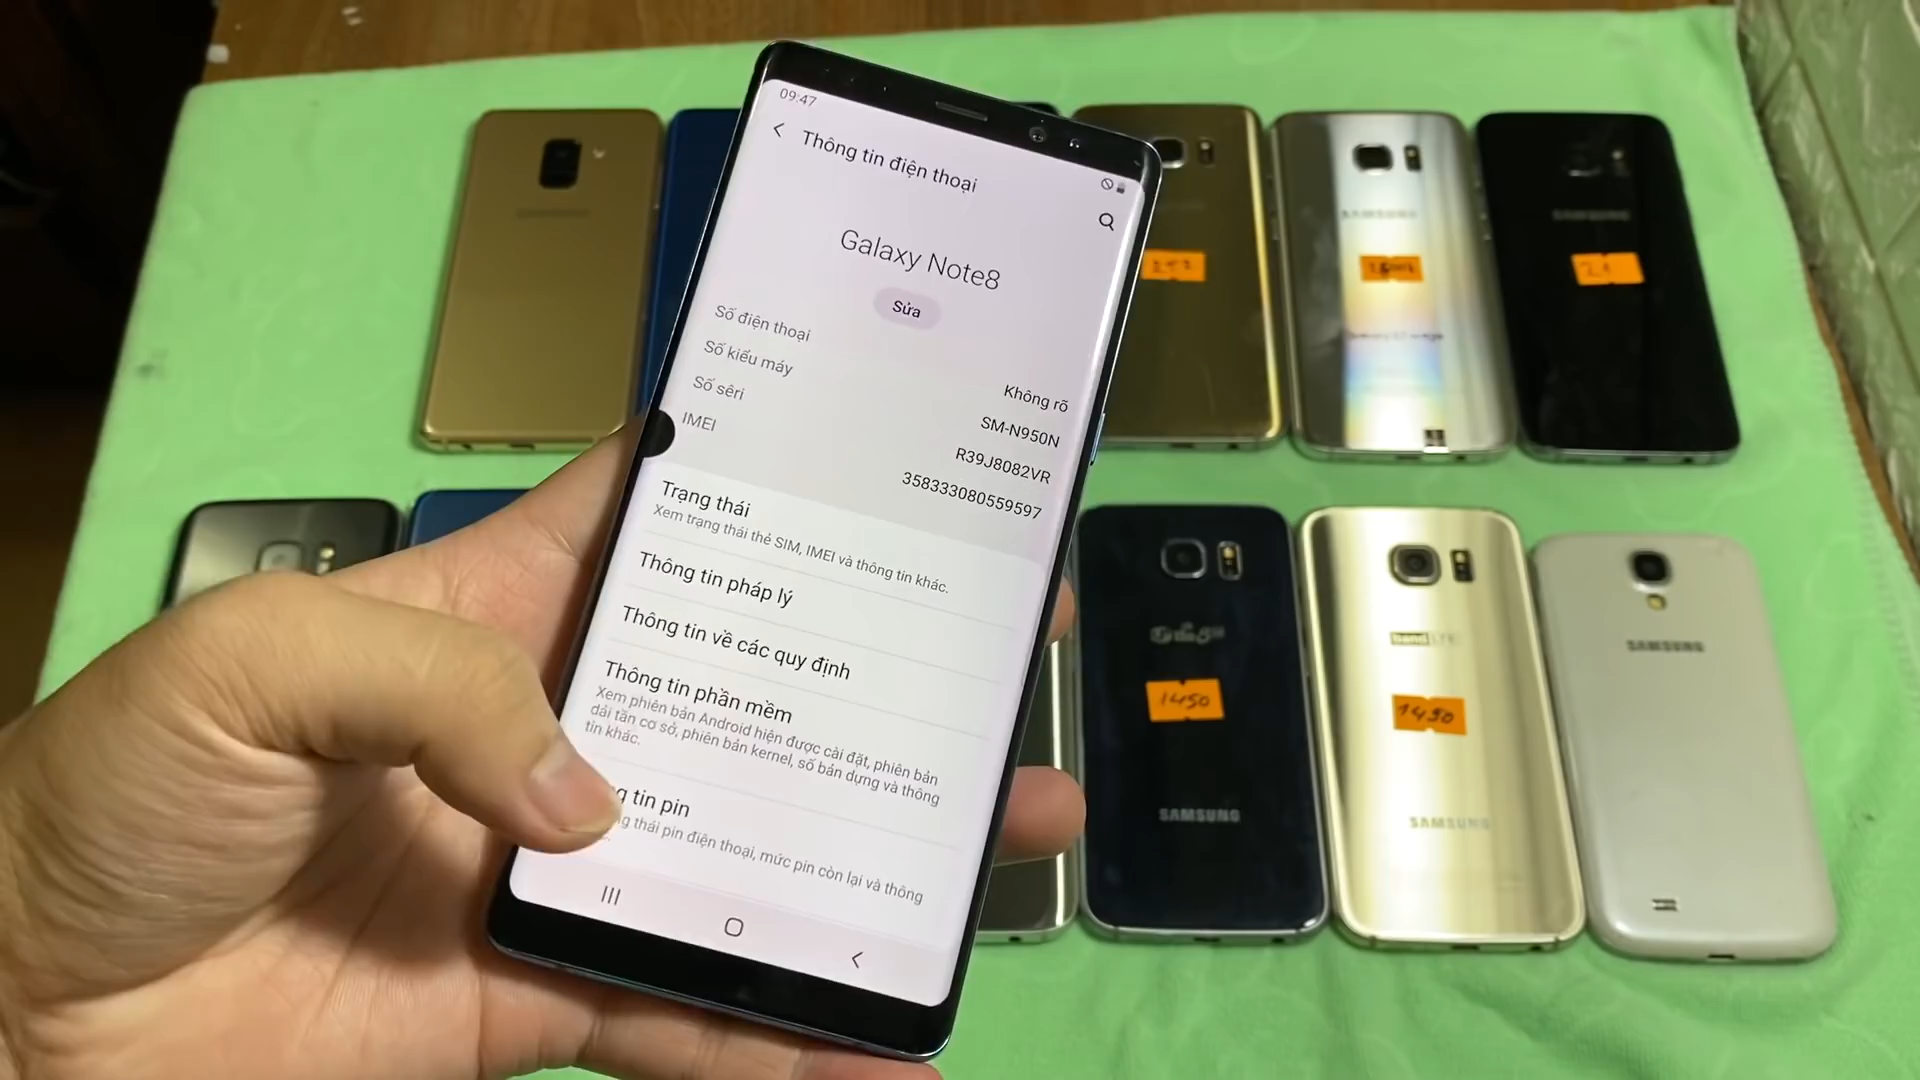 09:47
Thông tin điện thoại
Galaxy Note8
Sửa
Số điện thoại
Không rõ
Số kiểu máy
SM-N950N
Số sêri
R39J8082VR
IMEI
358333080559597
Trạng thái
Xem trạng thái thẻ SIM, IMEI và thông tin khác.
Thông tin pháp lý
Thông tin về các quy định
Thông tin phần mềm
Xem phiên bản Android hiện được cài đặt, phiên bản
dải tần cơ sở, phiên bản kernel, số bản dựng và thông
tin khác.
tin pin
thái pin điện thoại, mức pin còn lại và thông
SAMSUNG
SAMSUNG
1450
SAMSUNG
1450
SAMSUNG
SAMSUNG